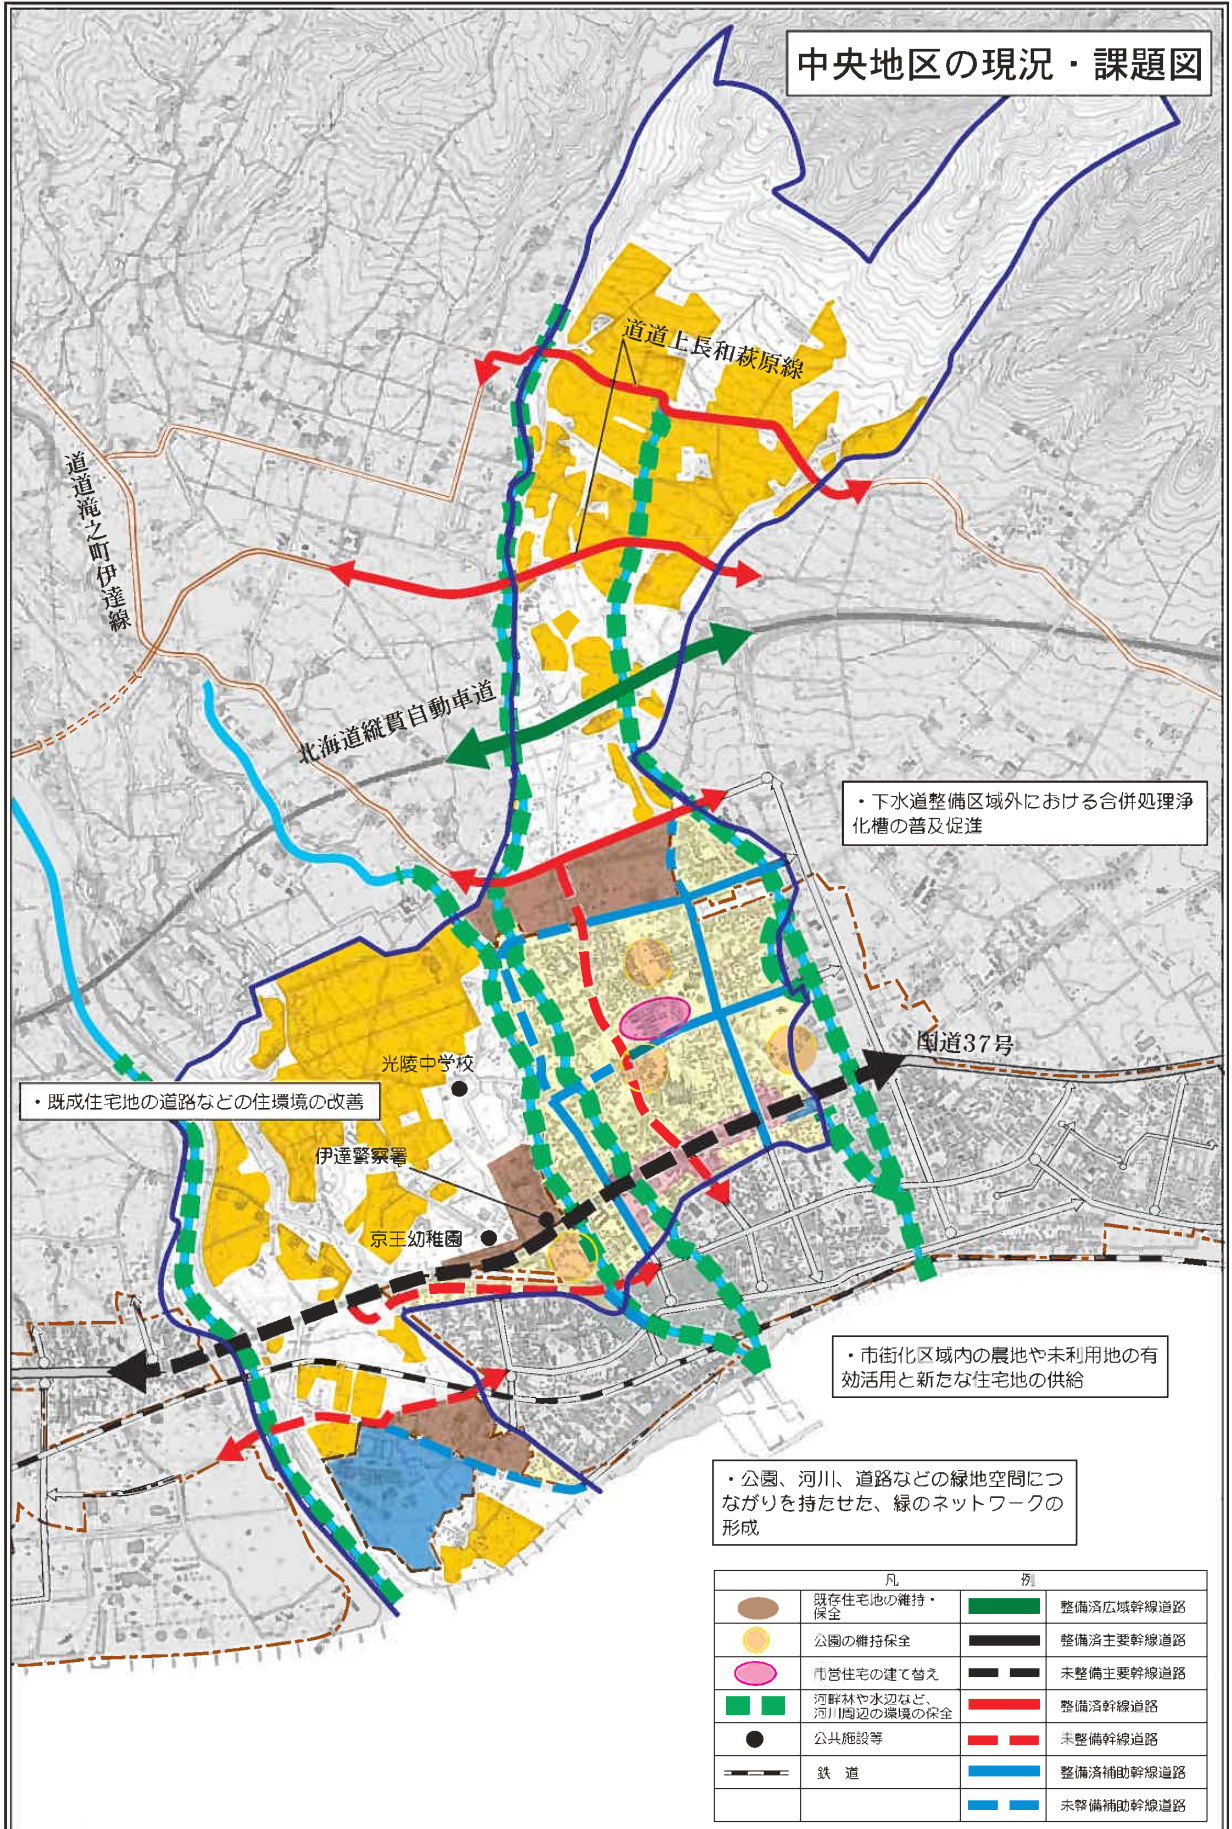 中央地区の現況・課題図
道道上長和萩原線
道道滝之町伊達線
北海道縦貫自動車道
・下水道整備区域外における合併処理浄
化槽の普及促進
国道37号
光陵中学校
・既成住宅地の道路などの住環境の改善
伊達警察署
京王幼稚園
・市街化区域内の農地や未利用地の有
効活用と新たな住宅地の供給
・公園、河川、道路などの緑地空間につ
ながりを持たせた、緑のネットワークの
形成
凡 例
既存住宅地の維持・
保全
整備済広域幹線道路
公園の維持保全
整備済主要幹線道路
市営住宅の建て替え
未整備主要幹線道路
河畔林や水辺など、
河川周辺の環境の保全
整備済幹線道路
公共施設等
未整備幹線道路
鉄 道
整備済補助幹線道路
未整備補助幹線道路